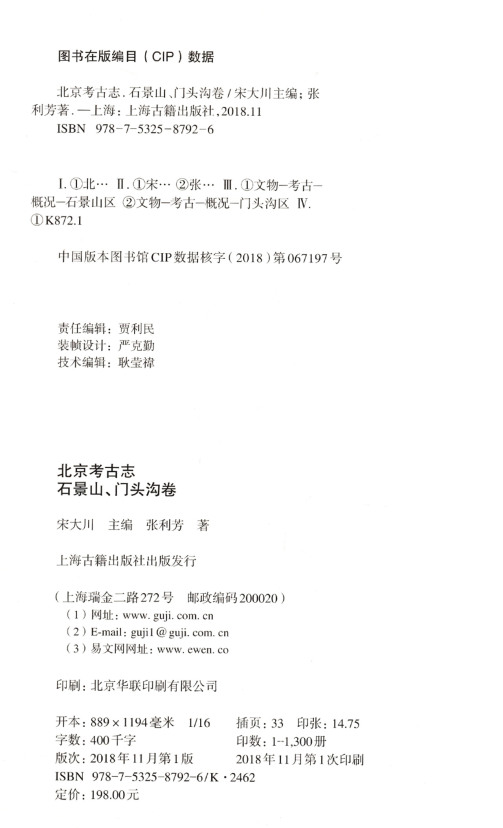 图书在版编目（CIP）数据
北京考古志．石景山、门头沟卷/宋大川主编；张
利芳著．—上海：上海古籍出版社，2018.11
ISBN 978-7-5325-8792-6
Ⅰ.①北… Ⅱ.①宋… ②张… Ⅲ.①文物–考古–
概况–石景山区 ②文物–考古–概况–门头沟区 Ⅳ.
①K872.1
中国版本图书馆CIP数据核字（2018）第067197号
责任编辑：贾利民
装帧设计：严克勤
技术编辑：耿莹祎
北京考古志
石景山、门头沟卷
宋大川 主编 张利芳 著
上海古籍出版社出版发行
（上海瑞金二路272号 邮政编码200020）
（1）网址：www.guji.com.cn
（2）E-mail：guji1@guji.com.cn
（3）易文网网址：www.ewen.co
印刷：北京华联印刷有限公司
开本：889×1194毫米 1/16 插页：33 印张：14.75
字数：400千字 印数：1--1,300册
版次：2018年11月第1版 2018年11月第1次印刷
ISBN 978-7-5325-8792-6/K·2462
定价：198.00元